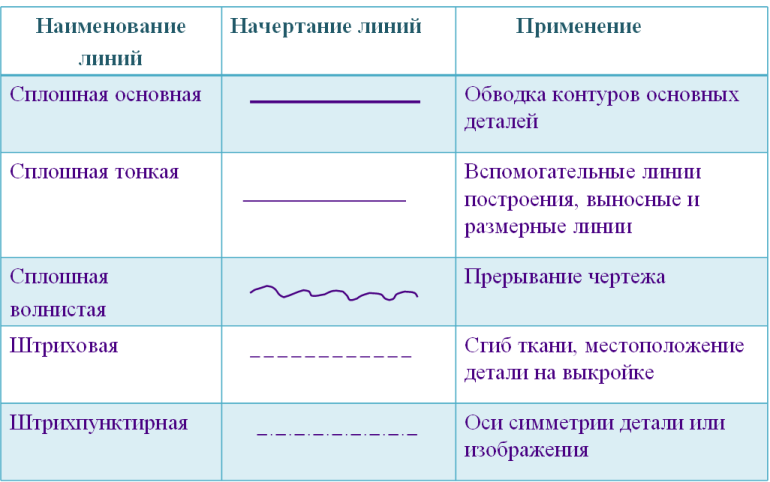 Наименование линий
Начертание линий
Применение
Сплошная основная
Обводка контуров основных
деталей
Сплошная тонкая
Вспомогательные линии
построения, выносные и
размерные линии
Сплошная
волнистая
Прерывание чертежа
Штриховая
Сгиб ткани, местоположение
детали на выкройке
Штрихпунктирная
Оси симметрии детали или
изображения